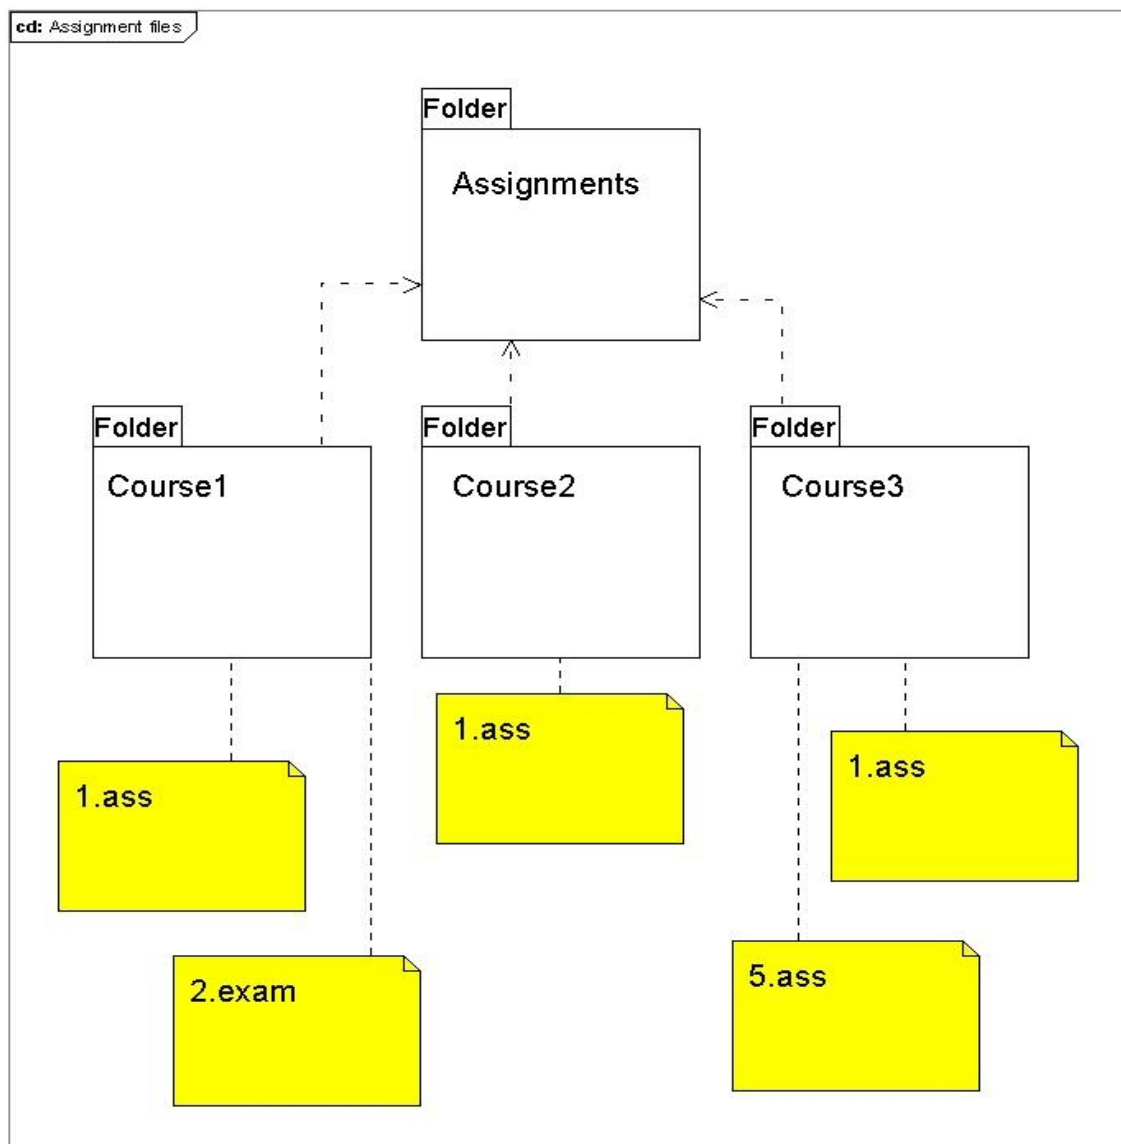 cd: Assignment files
Folder
Assignments
Folder
Course1
Folder
Course2
Folder
Course3
1.ass
1.ass
1.ass
2.exam
5.ass